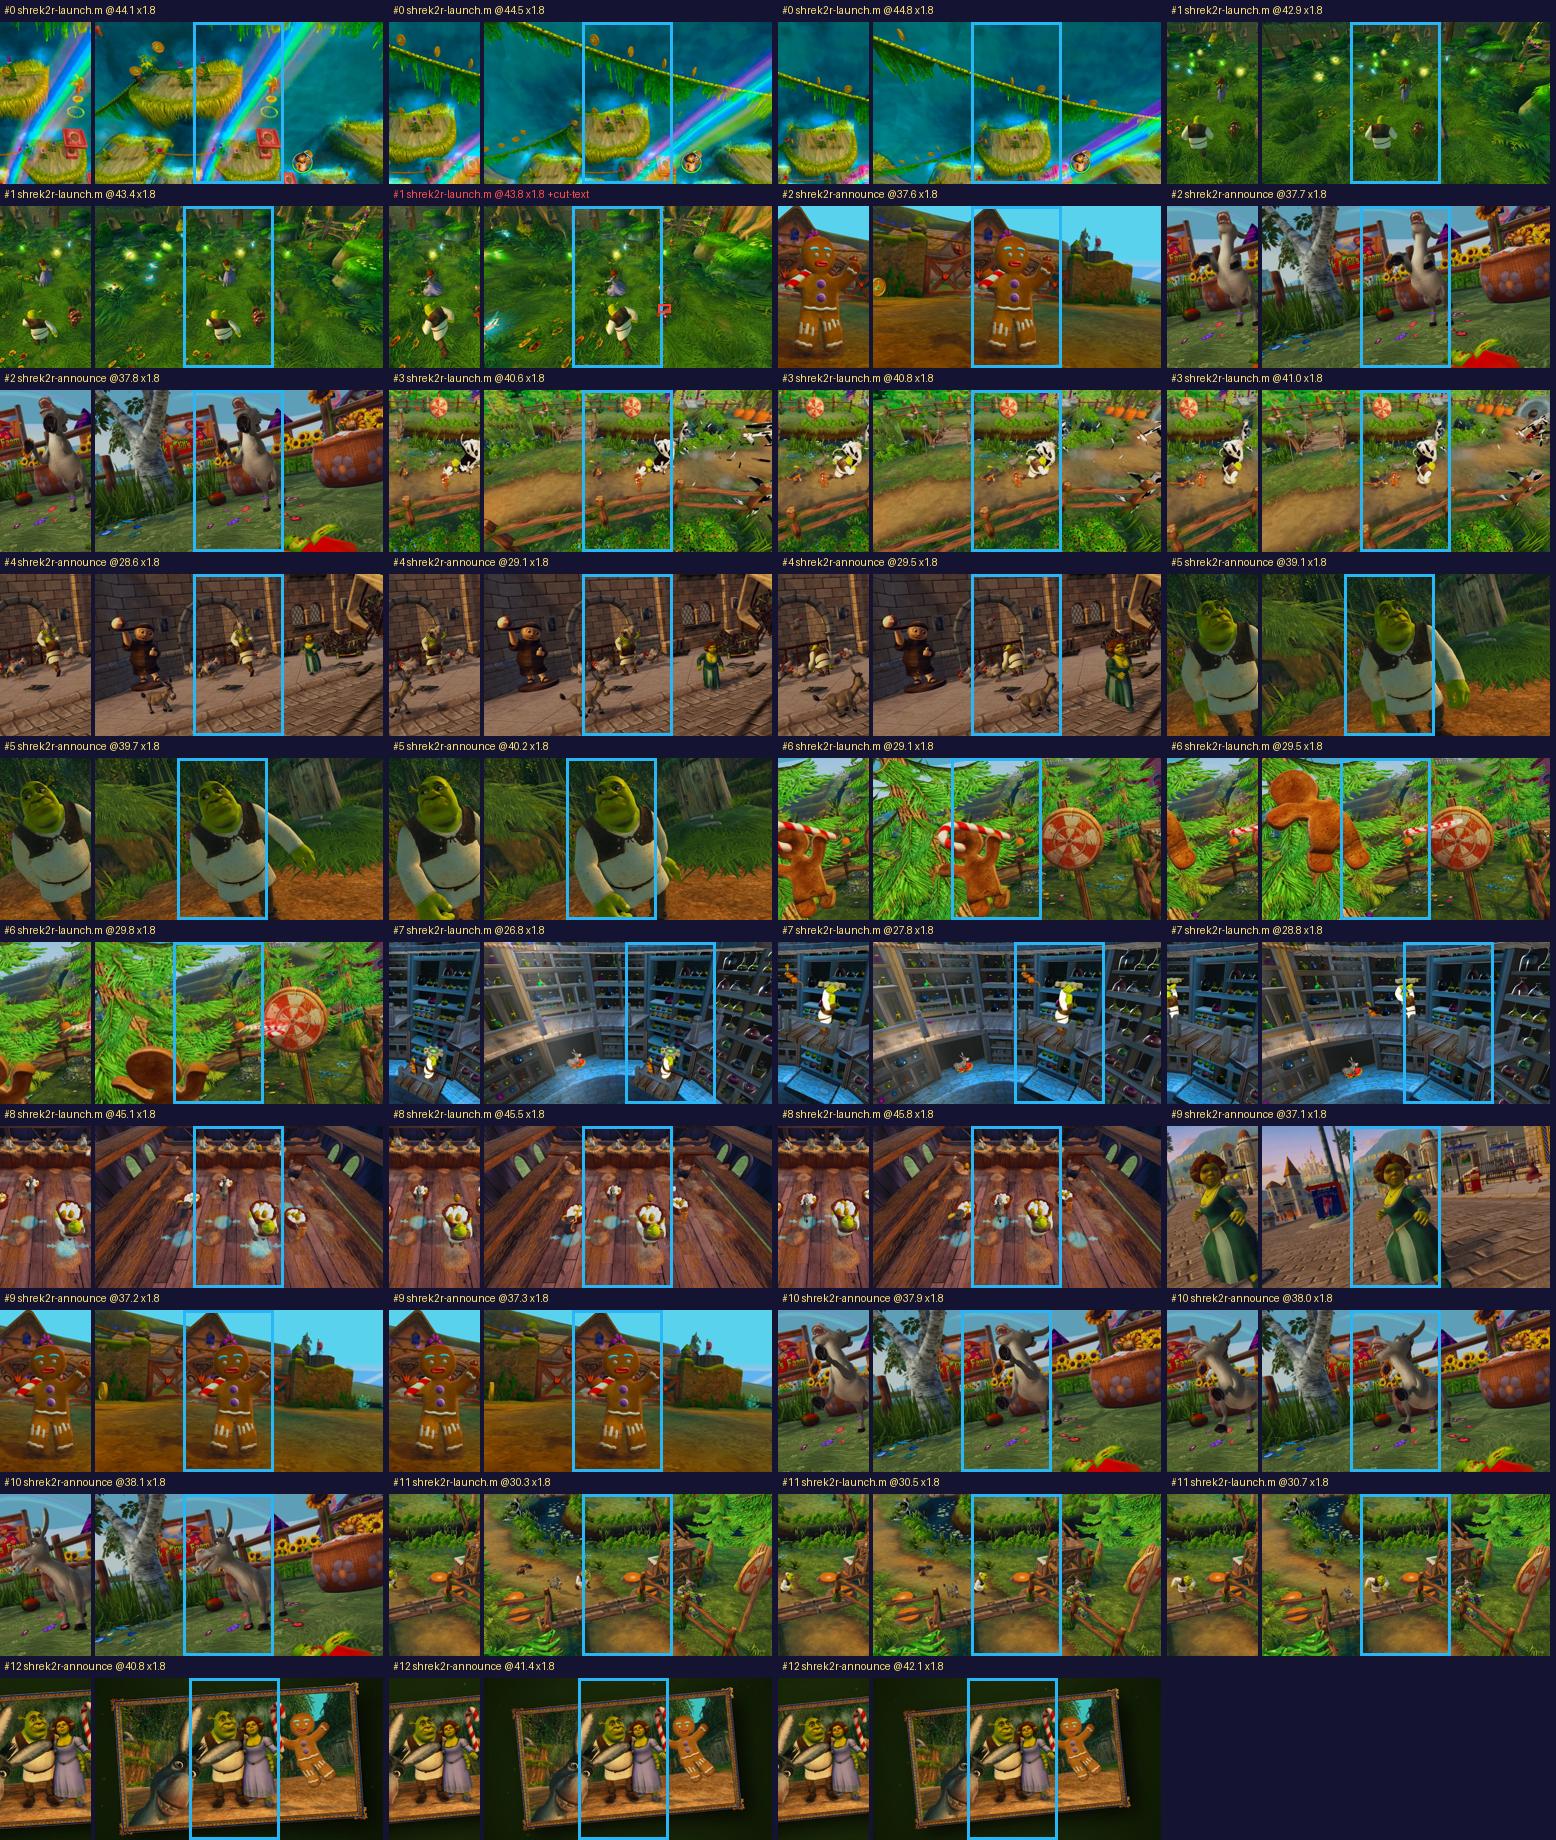 #0 shrek2r-launch.m @44.1 x1.8
#0 shrek2r-launch.m @44.5 x1.8
#0 shrek2r-launch.m @44.8 x1.8
#1 shrek2r-launch.m @42.9 x1.8
#1 shrek2r-launch.m @43.4 x1.8
#1 shrek2r-launch.m @43.8 x1.8 +cut-text
#2 shrek2r-announce @37.6 x1.8
#2 shrek2r-announce @37.7 x1.8
#2 shrek2r-announce @37.8 x1.8
#3 shrek2r-launch.m @40.6 x1.8
#3 shrek2r-launch.m @40.8 x1.8
#3 shrek2r-launch.m @41.0 x1.8
#4 shrek2r-announce @28.6 x1.8
#4 shrek2r-announce @29.1 x1.8
#4 shrek2r-announce @29.5 x1.8
#5 shrek2r-announce @39.1 x1.8
#5 shrek2r-announce @39.7 x1.8
#5 shrek2r-announce @40.2 x1.8
#6 shrek2r-launch.m @29.1 x1.8
#6 shrek2r-launch.m @29.5 x1.8
#6 shrek2r-launch.m @29.8 x1.8
#7 shrek2r-launch.m @26.8 x1.8
#7 shrek2r-launch.m @27.8 x1.8
#7 shrek2r-launch.m @28.8 x1.8
#8 shrek2r-launch.m @45.1 x1.8
#8 shrek2r-launch.m @45.5 x1.8
#8 shrek2r-launch.m @45.8 x1.8
#9 shrek2r-announce @37.1 x1.8
#9 shrek2r-announce @37.2 x1.8
#9 shrek2r-announce @37.3 x1.8
#10 shrek2r-announce @37.9 x1.8
#10 shrek2r-announce @38.0 x1.8
#10 shrek2r-announce @38.1 x1.8
#11 shrek2r-launch.m @30.3 x1.8
#11 shrek2r-launch.m @30.5 x1.8
#11 shrek2r-launch.m @30.7 x1.8
#12 shrek2r-announce @40.8 x1.8
#12 shrek2r-announce @41.4 x1.8
#12 shrek2r-announce @42.1 x1.8